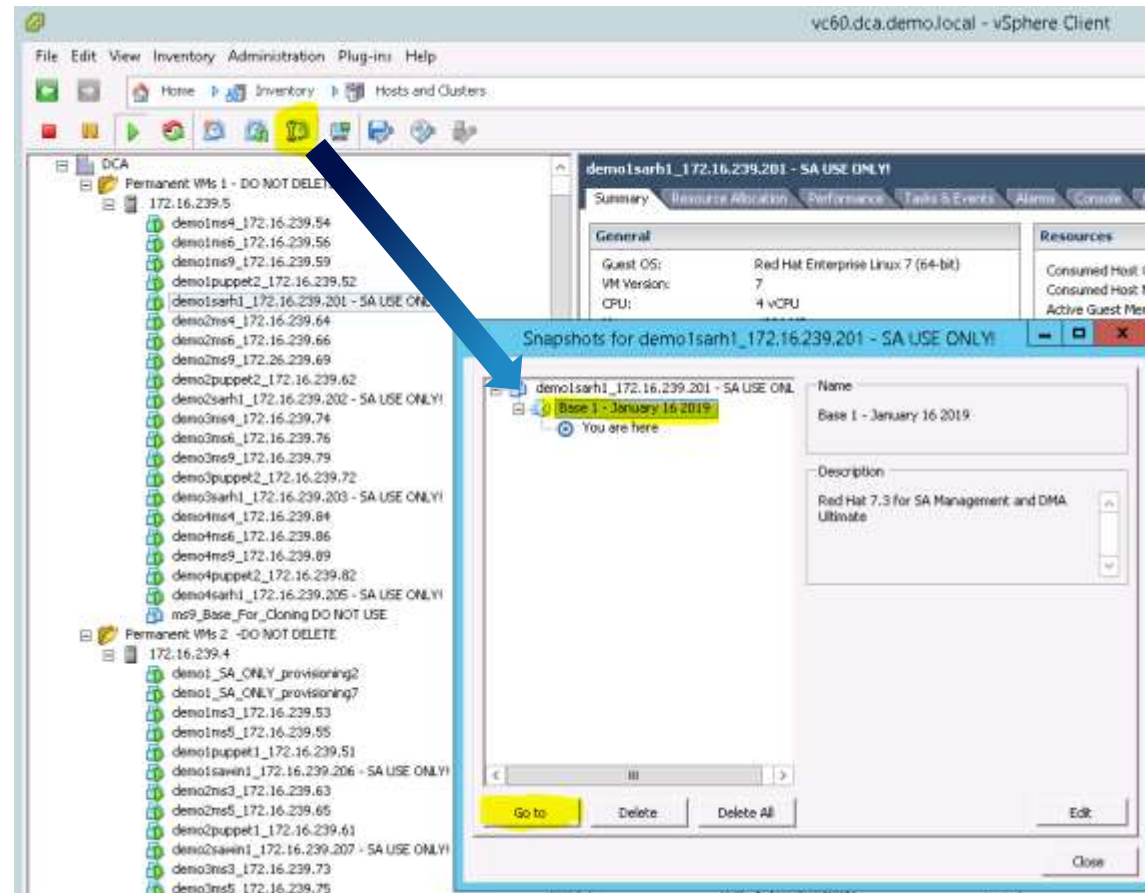 vc60.dca.demo.local - vSphere Client
File Edit View Inventory Administration Plug-ins Help
Home Inventory Hosts and Clusters
DCA
Permanent VMs 1 - DO NOT DELETE
172.16.239.5
demo1ms4_172.16.239.54
demo1ms6_172.16.239.56
demo1ms9_172.16.239.59
demo1puppet2_172.16.239.52
demo1sarh1_172.16.239.201 - SA USE ONL
demo2ms4_172.16.239.64
demo2ms6_172.16.239.66
demo2ms9_172.26.239.69
demo2puppet2_172.16.239.62
demo2sarh1_172.16.239.202 - SA USE ONLY!
demo3ms4_172.16.239.74
demo3ms6_172.16.239.76
demo3ms9_172.16.239.79
demo3puppet2_172.16.239.72
demo3sarh1_172.16.239.203 - SA USE ONLY!
demo4ms4_172.16.239.84
demo4ms6_172.16.239.86
demo4ms9_172.16.239.89
demo4puppet2_172.16.239.82
demo4sarh1_172.16.239.205 - SA USE ONLY!
ms9_Base_For_Cloning DO NOT USE
Permanent VMs 2 -DO NOT DELETE
172.16.239.4
demo1_SA_ONLY_provisioning2
demo1_SA_ONLY_provisioning7
demo1ms3_172.16.239.53
demo1ms5_172.16.239.55
demo1puppet1_172.16.239.51
demo1sawin1_172.16.239.206 - SA USE ONLY!
demo2ms3_172.16.239.63
demo2ms5_172.16.239.65
demo2puppet1_172.16.239.61
demo2sawin1_172.16.239.207 - SA USE ONLY!
demo3ms3_172.16.239.73
demo3ms5_172.16.239.75
demo1sarh1_172.16.239.201 - SA USE ONLY!
Summary Resource Allocation Performance Tasks & Events Alarms Console
General
Guest OS: Red Hat Enterprise Linux 7 (64-bit)
VM Version: 7
CPU: 4 vCPU
Resources
Consumed Host
Consumed Host
Active Guest Mem
Snapshots for demo1sarh1_172.16.239.201 - SA USE ONLY!
demo1sarh1_172.16.239.201 - SA USE ONL
Base 1 - January 16 2019
You are here
Name
Base 1 - January 16 2019
Description
Red Hat 7.3 for SA Management and DMA
Ultimate
Go to Delete Delete All Edit
Close